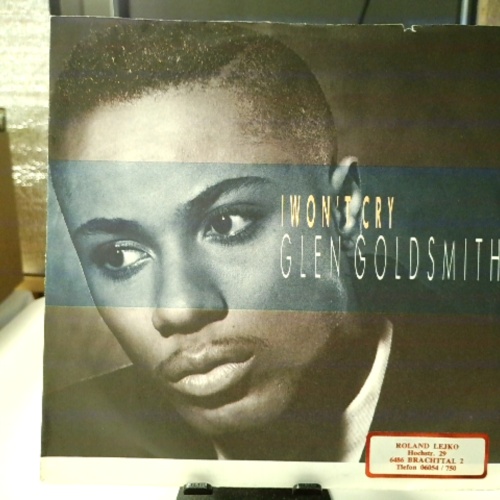 I WON'T CRY
GLEN GOLDSMITH
ROLAND LEJKO
Hochstr. 29
6486 BRACHTTAL 2
Tlefon 06054 / 750